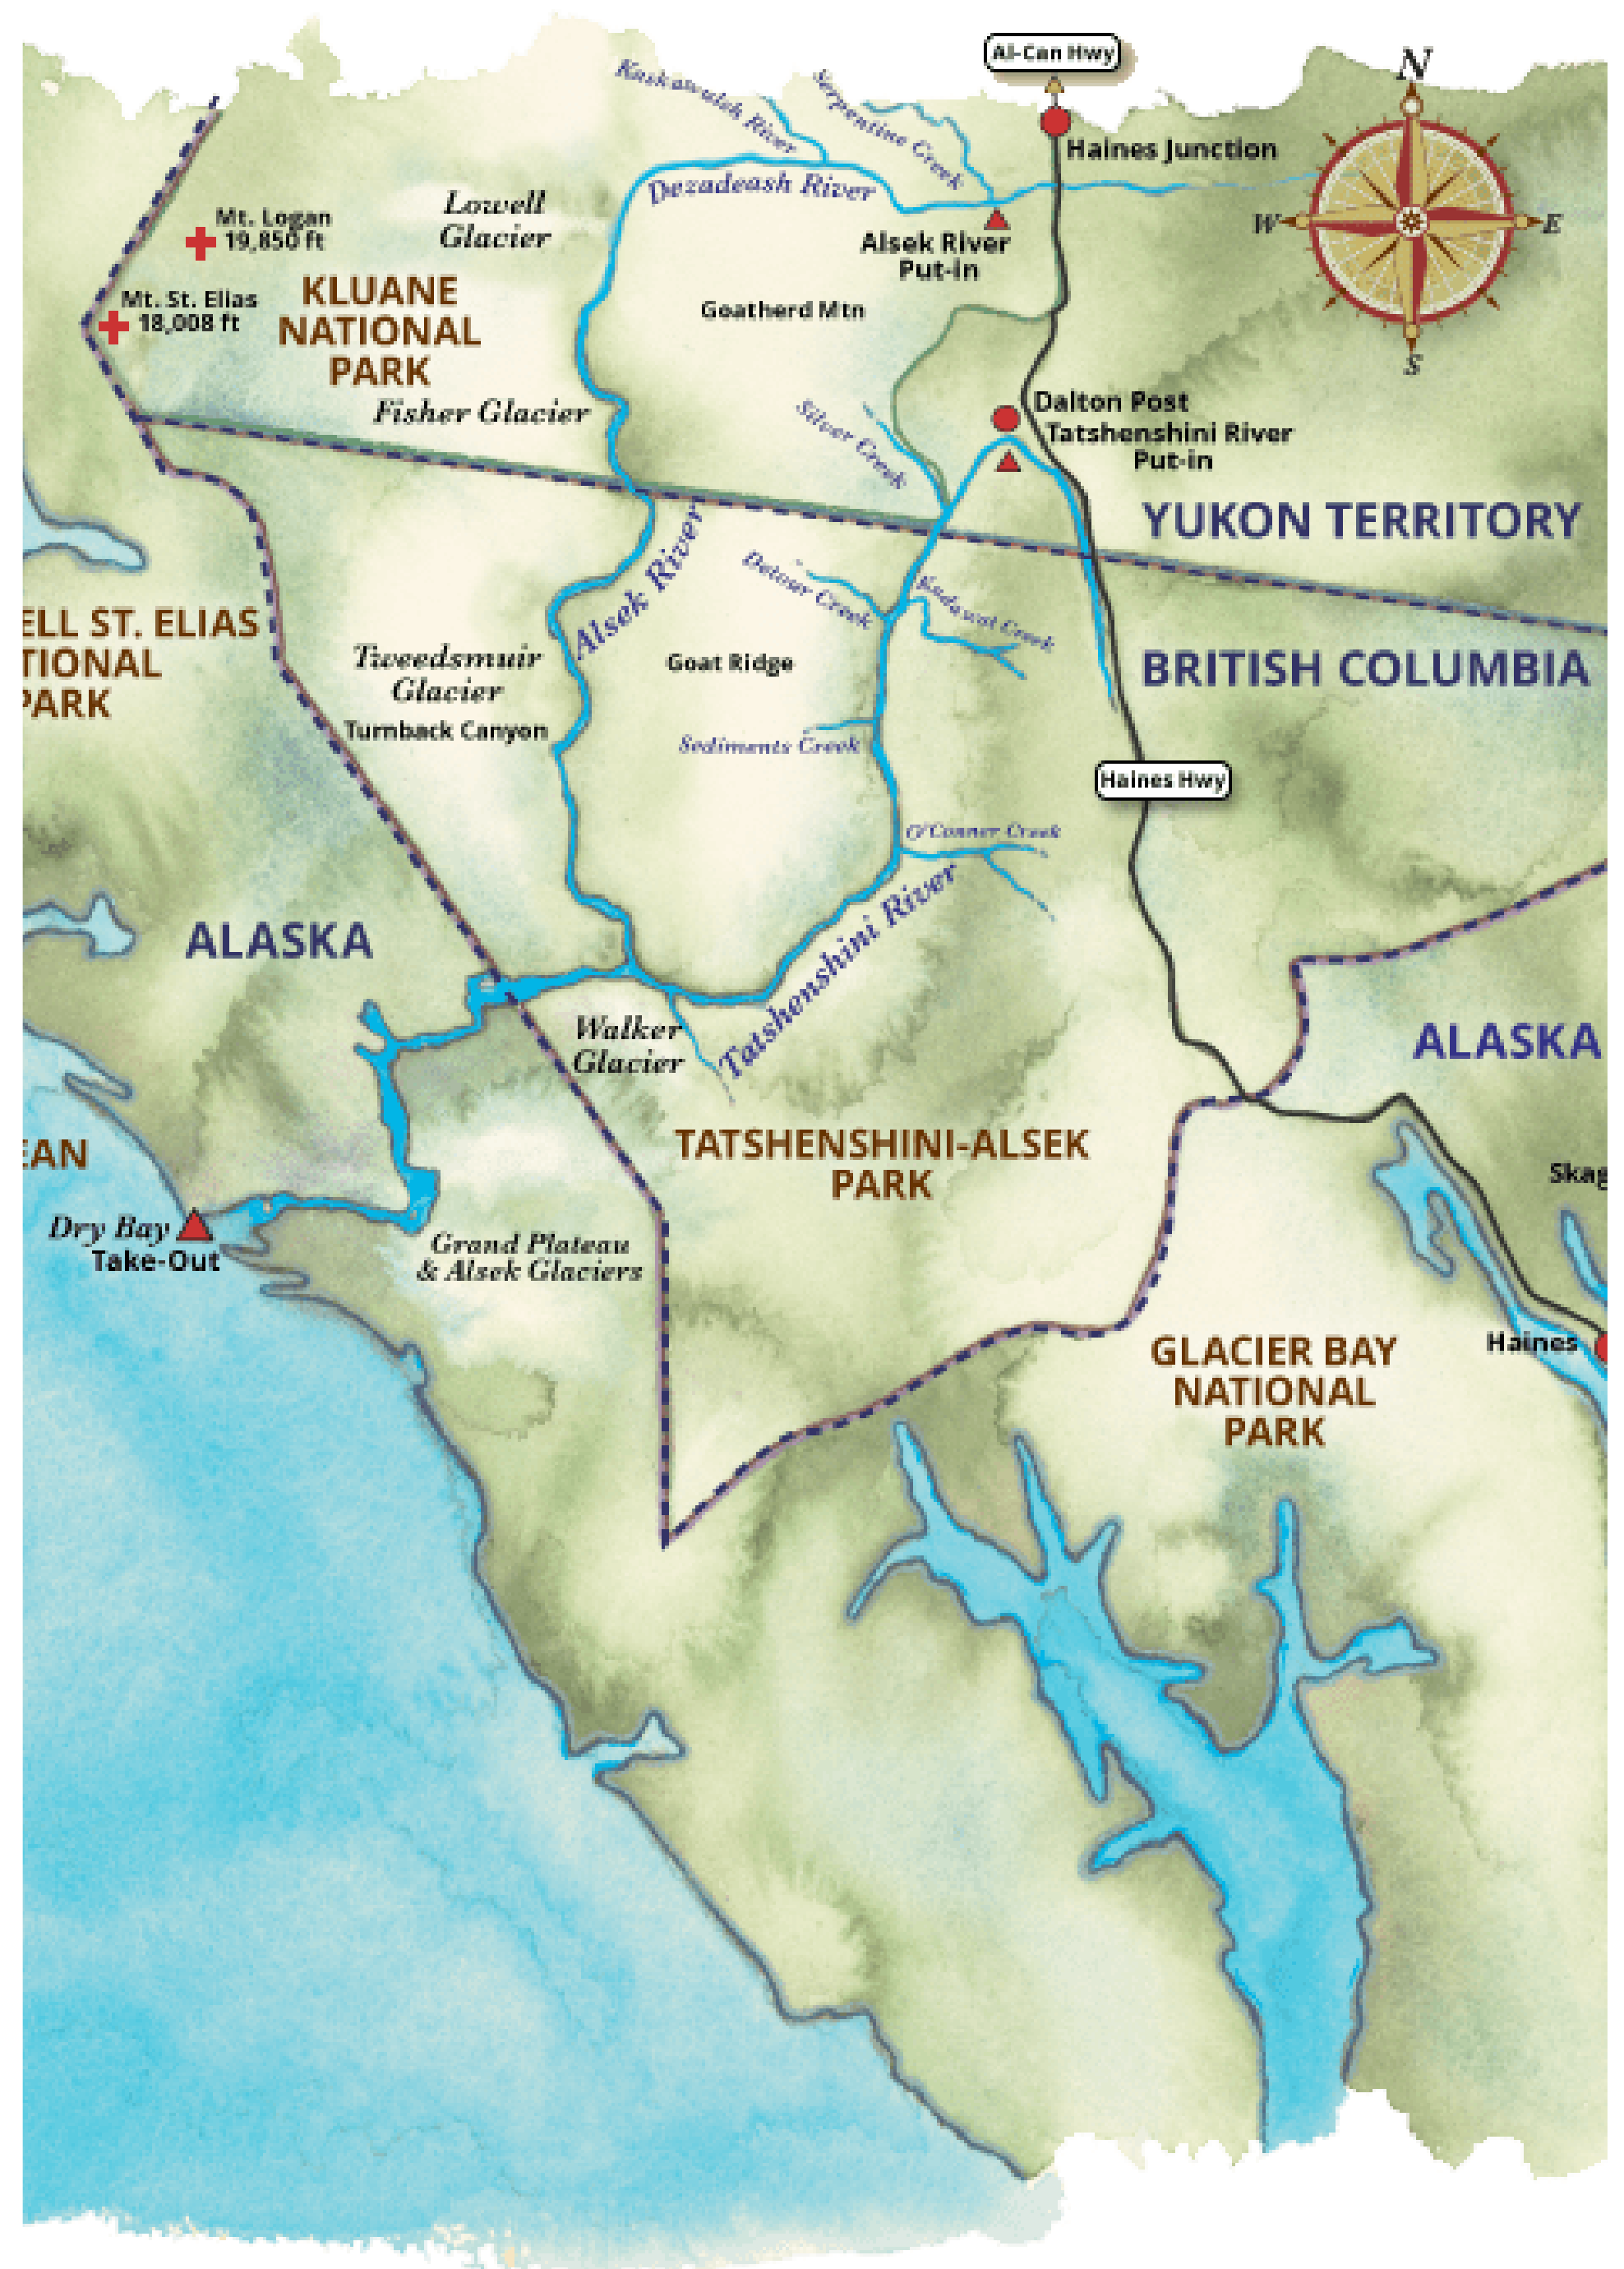 Al-Can Hwy
N
Kaskawulsh River
Serpentine Creek
Haines Junction
Dezadeash River
Lowell
Glacier
Mt. Logan
19,850 ft
W
E
Alsek River
Put-in
KLUANE
NATIONAL
PARK
Mt. St. Elias
18,008 ft
Goatherd Mtn
S
Fisher Glacier
Silver Creek
Dalton Post
Tatshenshini River
Put-in
YUKON TERRITORY
Alsek River
Detour Creek
ELL ST. ELIAS
TIONAL
PARK
Tweedsmuir
Glacier
Goat Ridge
BRITISH COLUMBIA
Turnback Canyon
Sediments Creek
Haines Hwy
O'Conner Creek
Tatshenshini River
ALASKA
Walker
Glacier
ALASKA
EAN
TATSHENSHINI-ALSEK
PARK
Skag
Dry Bay
Take-Out
Grand Plateau
& Alsek Glaciers
GLACIER BAY
NATIONAL
PARK
Haines